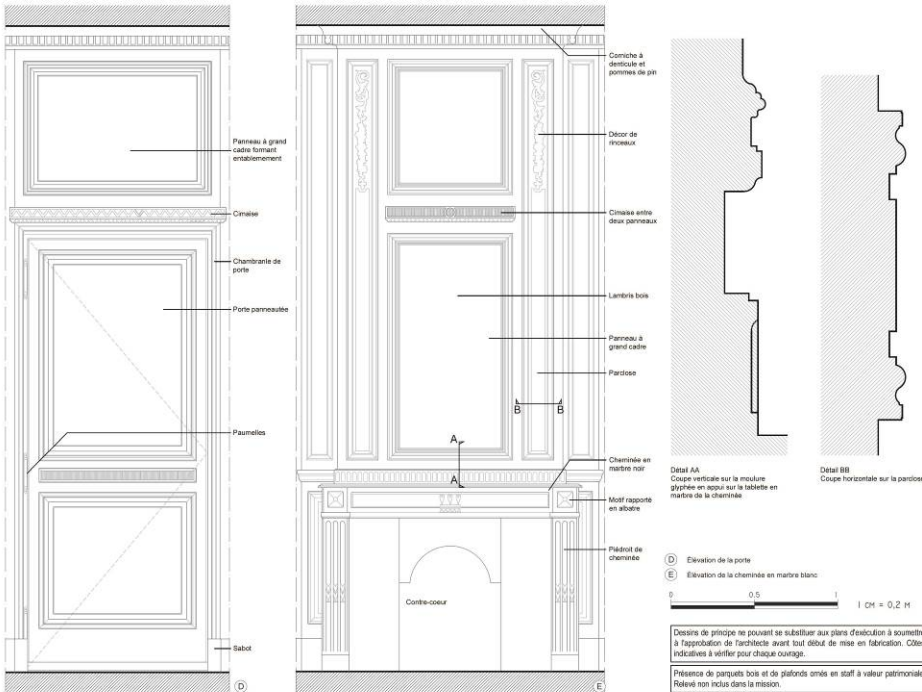 Panneau à grand
cadre formant
entablement
Cimaise
Chambranle de
porte
Porte panneautée
Paumelles
Sabot
D
Corniche à
denticule et
pommes de pin
Décor de
rinceaux
Cimaise entre
deux panneaux
Lambris bois
Panneau à
grand cadre
Parclose
B B
A
A
Cheminée en
marbre noir
Motif rapporté
en albatre
Piédroit de
cheminée
Contre-coeur
E
Détail AA
Coupe verticale sur la moulure
glyphée en appui sur la tablette en
marbre de la cheminée
Détail BB
Coupe horizontale sur la parclose
D Élévation de la porte
E Élévation de la cheminée en marbre blanc
0 0.5 1
1 CM = 0,2 M
Dessins de principe ne pouvant se substituer aux plans d'exécution à soumettre
à l'approbation de l'architecte avant tout début de mise en fabrication. Côtes
indicatives à vérifier pour chaque ouvrage.
Présence de parquets bois et de plafonds ornés en staff à valeur patrimoniale.
Relevé non inclus dans la mission.